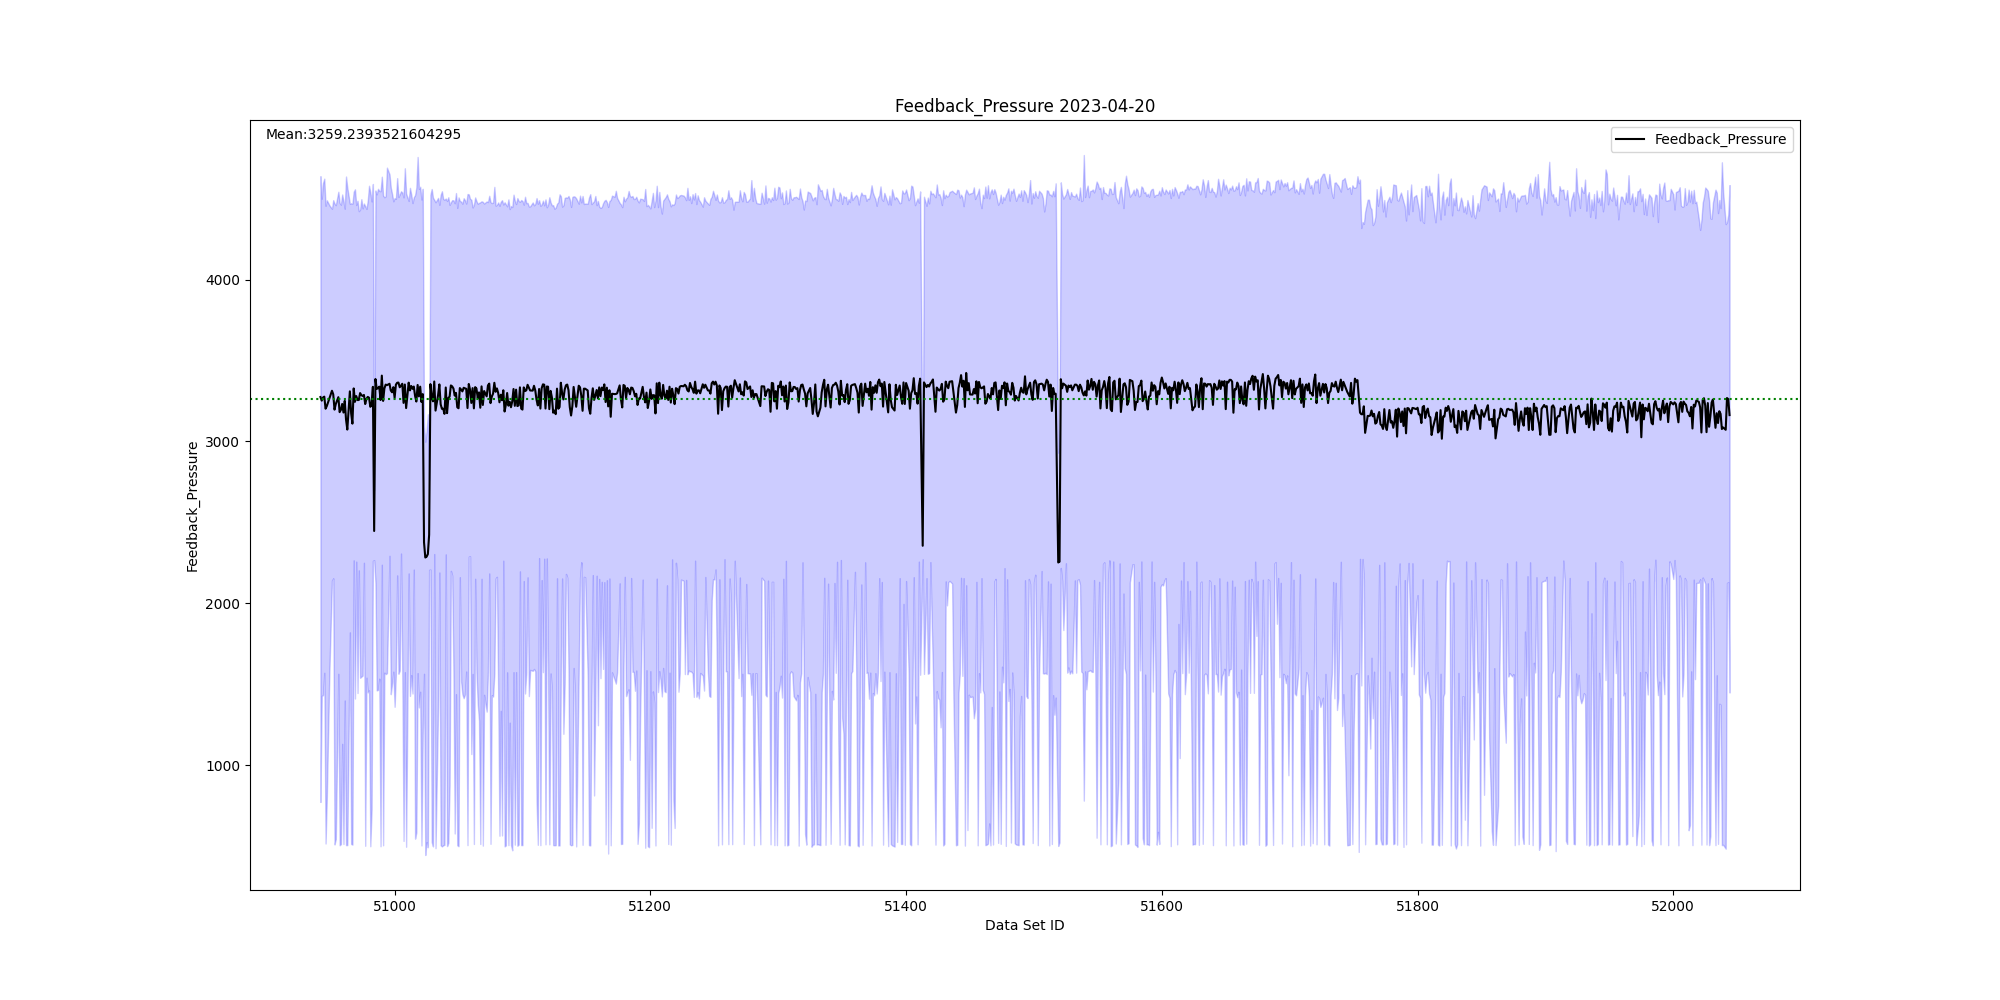 Feedback_Pressure 2023-04-20
Mean:3259.2393521604295
Feedback_Pressure
Feedback_Pressure
4000
3000
2000
1000
51000
51200
51400
51600
51800
52000
Data Set ID